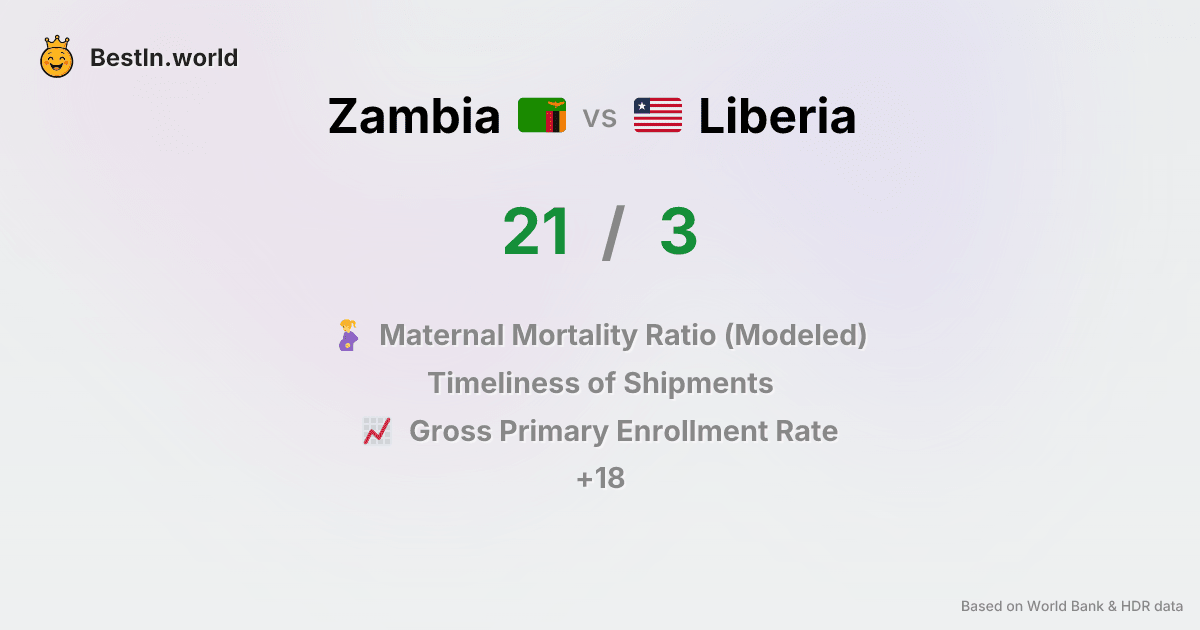 BestIn.world
Zambia vs Liberia
21 / 3
Maternal Mortality Ratio (Modeled)
Timeliness of Shipments
Gross Primary Enrollment Rate
+18
Based on World Bank & HDR data